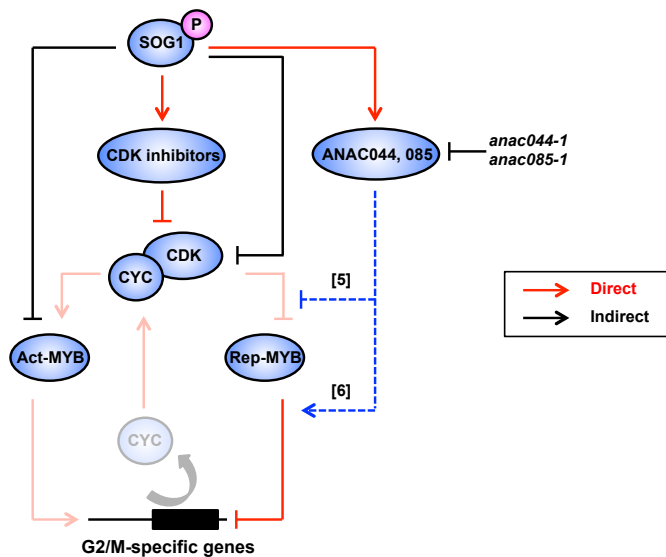 P
SOG1
CDK inhibitors
ANAC044, 085
anac044-1
anac085-1
CDK
CYC
[5]
Direct
Indirect
Act-MYB
Rep-MYB
[6]
CYC
G2/M-specific genes